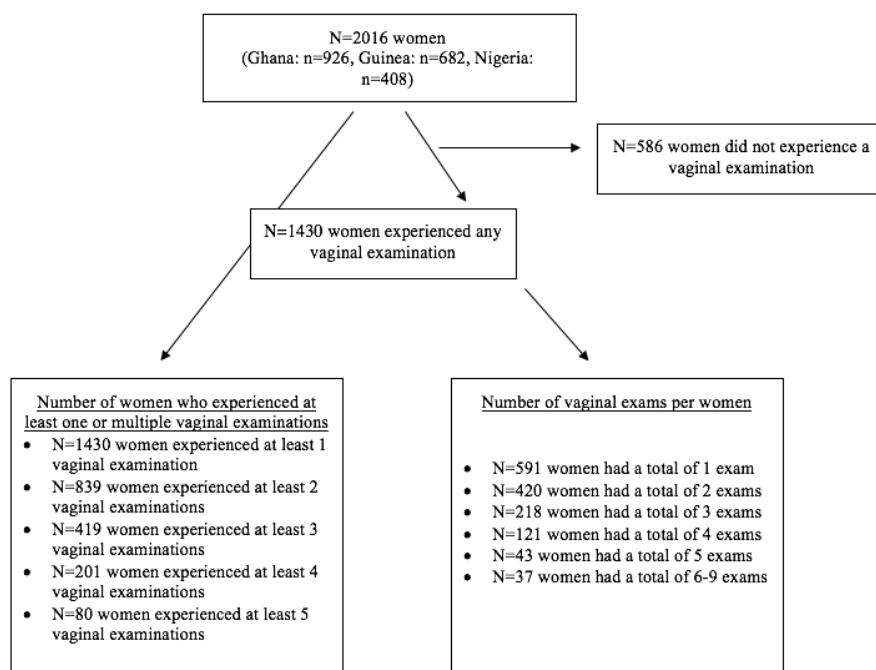 N=2016 women
(Ghana: n=926, Guinea: n=682, Nigeria:
n=408)
N=586 women did not experience a
vaginal examination
N=1430 women experienced any
vaginal examination
Number of women who experienced at
least one or multiple vaginal examinations
• N=1430 women experienced at least 1
vaginal examination
• N=839 women experienced at least 2
vaginal examinations
• N=419 women experienced at least 3
vaginal examinations
• N=201 women experienced at least 4
vaginal examinations
• N=80 women experienced at least 5
vaginal examinations
Number of vaginal exams per women
• N=591 women had a total of 1 exam
• N=420 women had a total of 2 exams
• N=218 women had a total of 3 exams
• N=121 women had a total of 4 exams
• N=43 women had a total of 5 exams
• N=37 women had a total of 6-9 exams